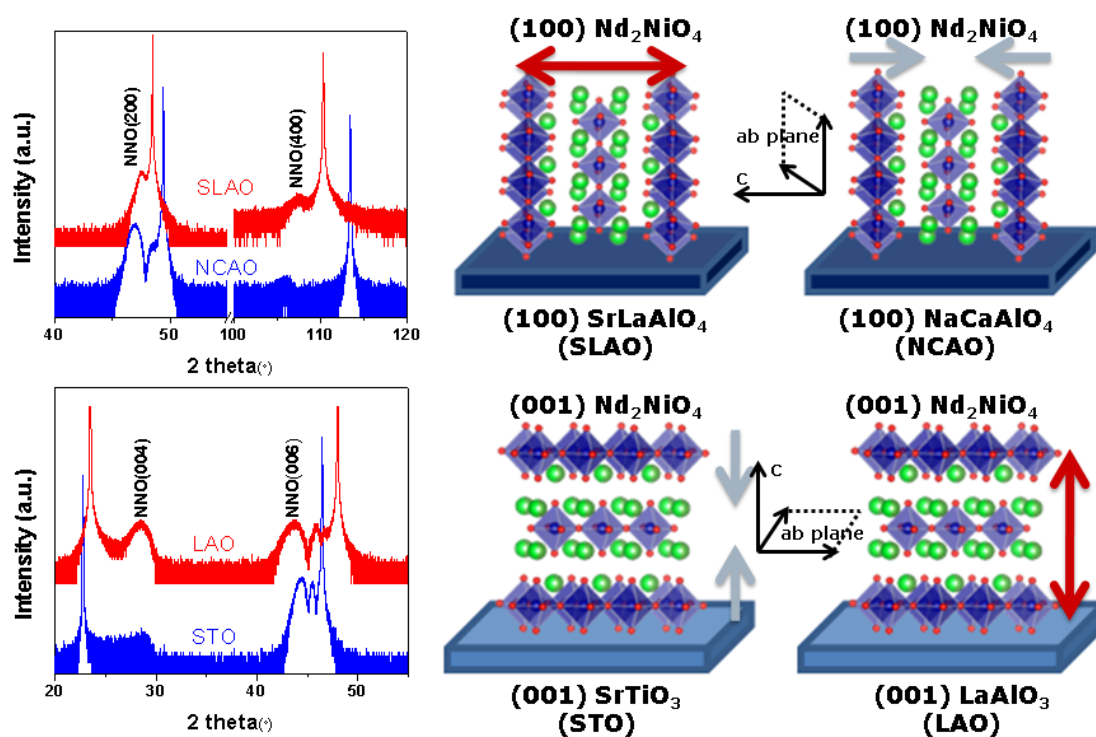 Intensity (a.u.)
NNO(200)
NNO(400)
SLAO
NCAO
40 50 100 110 120
2 theta(°)
(100) Nd₂NiO₄
(100) Nd₂NiO₄
ab plane
C
(100) SrLaAlO₄
(SLAO)
(100) NaCaAlO₄
(NCAO)
Intensity (a.u.)
NNO(004)
NNO(006)
LAO
STO
20 30 40 50
2 theta(°)
(001) Nd₂NiO₄
(001) Nd₂NiO₄
C
ab plane
(001) SrTiO₃
(STO)
(001) LaAlO₃
(LAO)